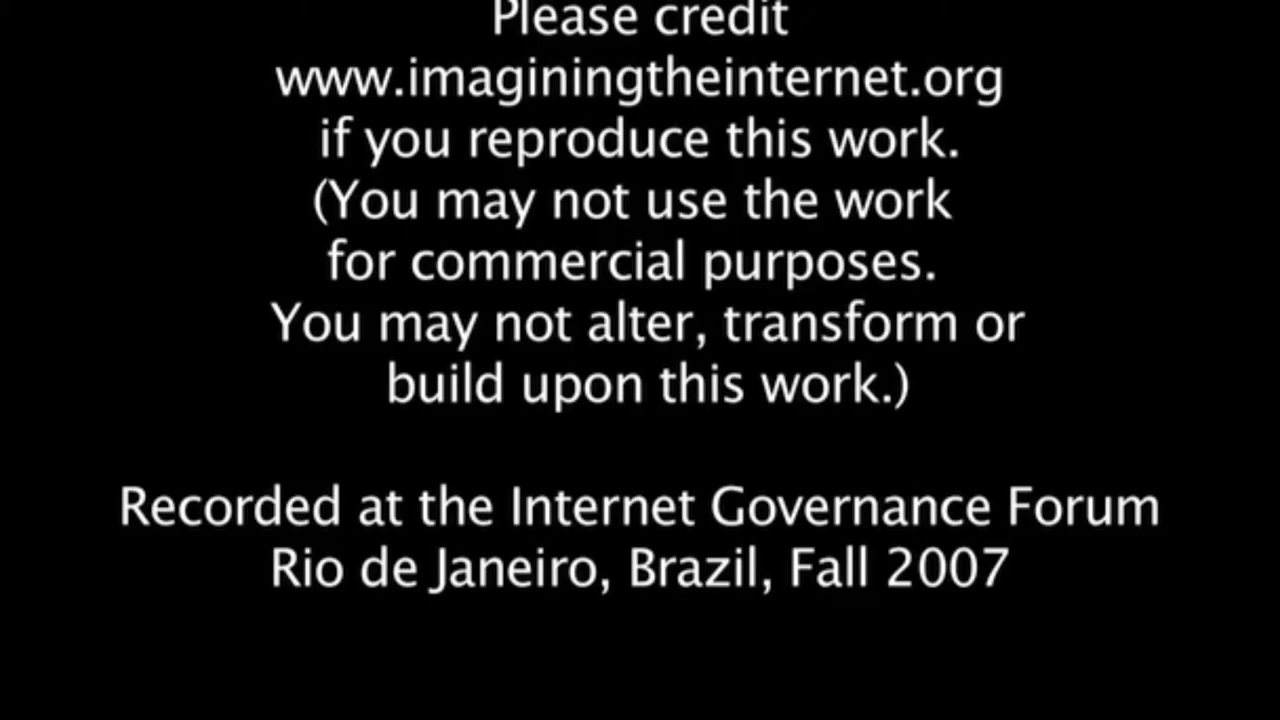 Please credit
www.imaginingtheinternet.org
if you reproduce this work.
(You may not use the work
for commercial purposes.
You may not alter, transform or
build upon this work.)
Recorded at the Internet Governance Forum
Rio de Janeiro, Brazil, Fall 2007